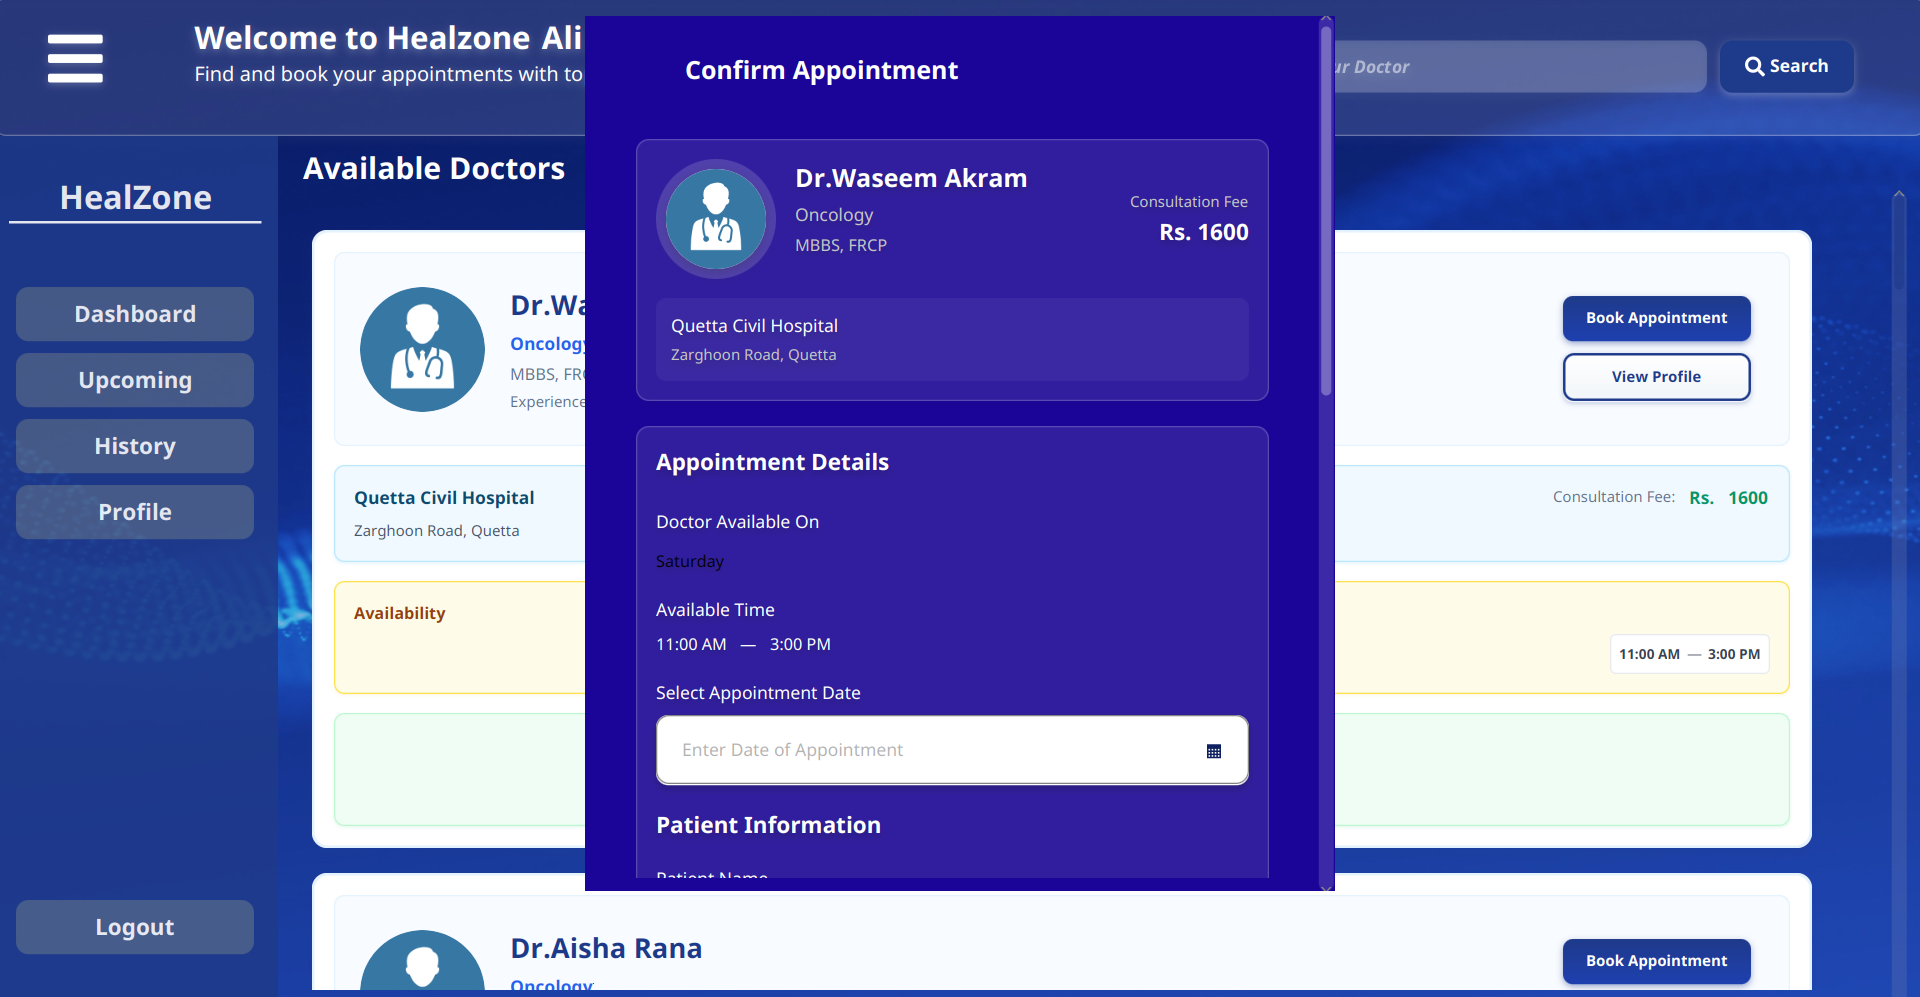 Welcome to Healzone Ali
Find and book your appointments with to
ur Doctor
Search
HealZone
Dashboard
Upcoming
History
Profile
Logout
Available Doctors
Dr.Wa
Oncology
MBBS, FRC
Experience
Book Appointment
View Profile
Quetta Civil Hospital
Zarghoon Road, Quetta
Consultation Fee: Rs. 1600
Availability
11:00 AM — 3:00 PM
Dr.Aisha Rana
Oncology
Book Appointment
Confirm Appointment
Dr.Waseem Akram
Oncology
MBBS, FRCP
Consultation Fee
Rs. 1600
Quetta Civil Hospital
Zarghoon Road, Quetta
Appointment Details
Doctor Available On
Saturday
Available Time
11:00 AM — 3:00 PM
Select Appointment Date
Enter Date of Appointment
Patient Information
Patient Name